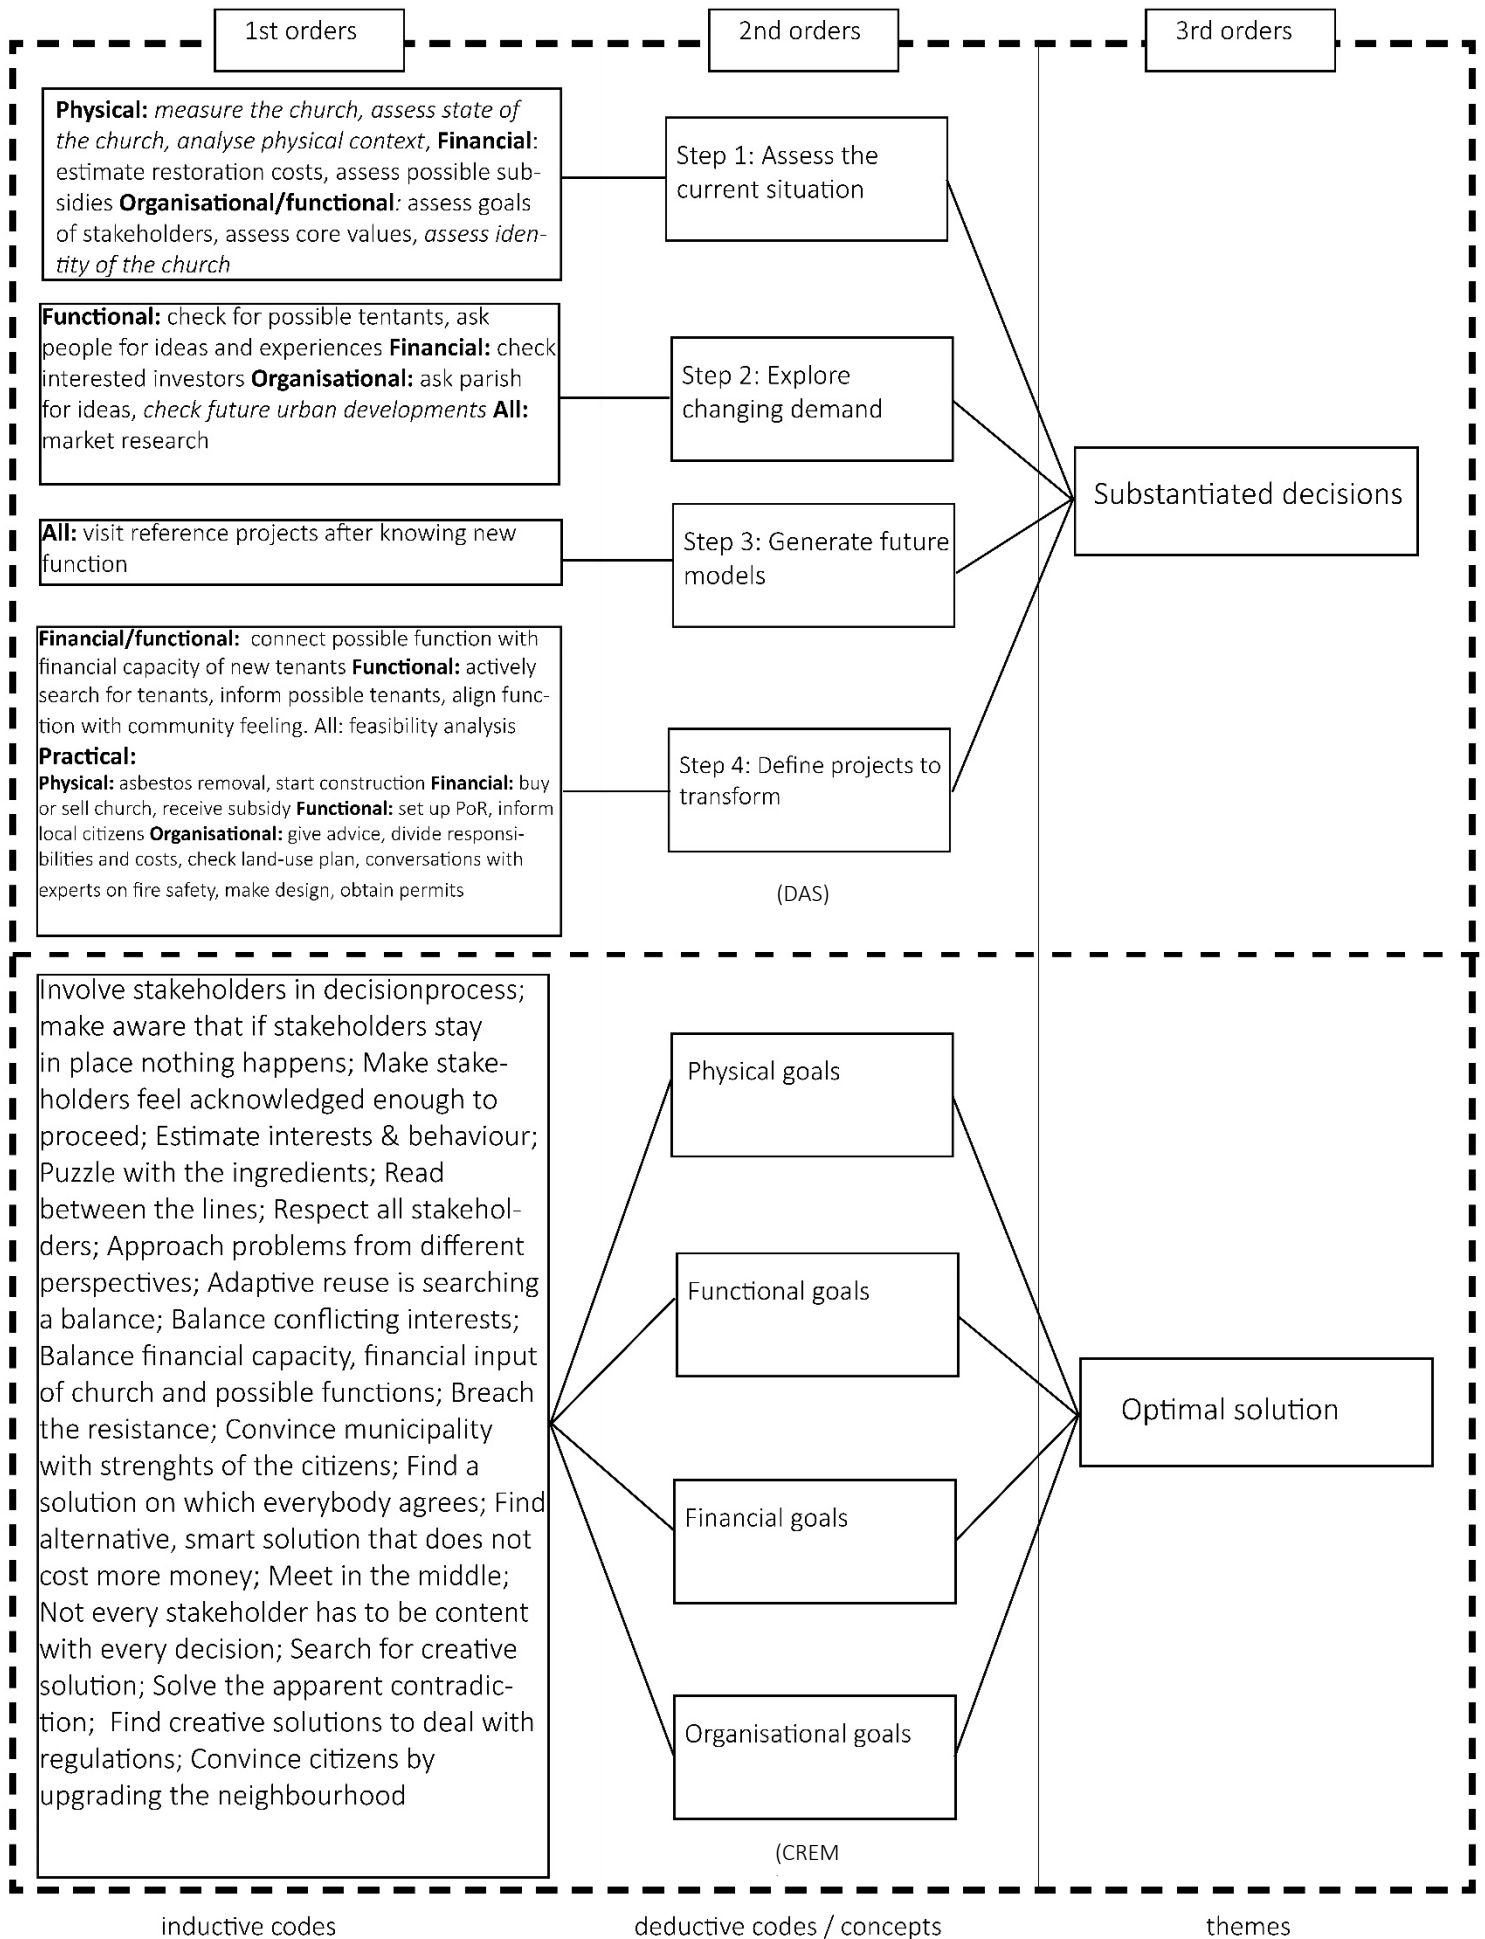 1st orders
2nd orders
3rd orders
Physical: measure the church, assess state of
the church, analyse physical context, Financial:
estimate restoration costs, assess possible sub-
sidies Organisational/functional: assess goals
of stakeholders, assess core values, assess iden-
tity of the church
Step 1: Assess the
current situation
Functional: check for possible tentants, ask
people for ideas and experiences Financial: check
interested investors Organisational: ask parish
for ideas, check future urban developments All:
market research
Step 2: Explore
changing demand
Substantiated decisions
All: visit reference projects after knowing new
function
Step 3: Generate future
models
Financial/functional: connect possible function with
financial capacity of new tenants Functional: actively
search for tenants, inform possible tenants, align func-
tion with community feeling. All: feasibility analysis
Practical:
Physical: asbestos removal, start construction Financial: buy
or sell church, receive subsidy Functional: set up PoR, inform
local citizens Organisational: give advice, divide responsi-
bilities and costs, check land-use plan, conversations with
experts on fire safety, make design, obtain permits
Step 4: Define projects to
transform
(DAS)
Involve stakeholders in decisionprocess;
make aware that if stakeholders stay
in place nothing happens; Make stake-
holders feel acknowledged enough to
proceed; Estimate interests & behaviour;
Puzzle with the ingredients; Read
between the lines; Respect all stakehol-
ders; Approach problems from different
perspectives; Adaptive reuse is searching
a balance; Balance conflicting interests;
Balance financial capacity, financial input
of church and possible functions; Breach
the resistance; Convince municipality
with strenghts of the citizens; Find a
solution on which everybody agrees; Find
alternative, smart solution that does not
cost more money; Meet in the middle;
Not every stakeholder has to be content
with every decision; Search for creative
solution; Solve the apparent contradic-
tion; Find creative solutions to deal with
regulations; Convince citizens by
upgrading the neighbourhood
Physical goals
Functional goals
Financial goals
Organisational goals
(CREM
Optimal solution
inductive codes
deductive codes / concepts
themes